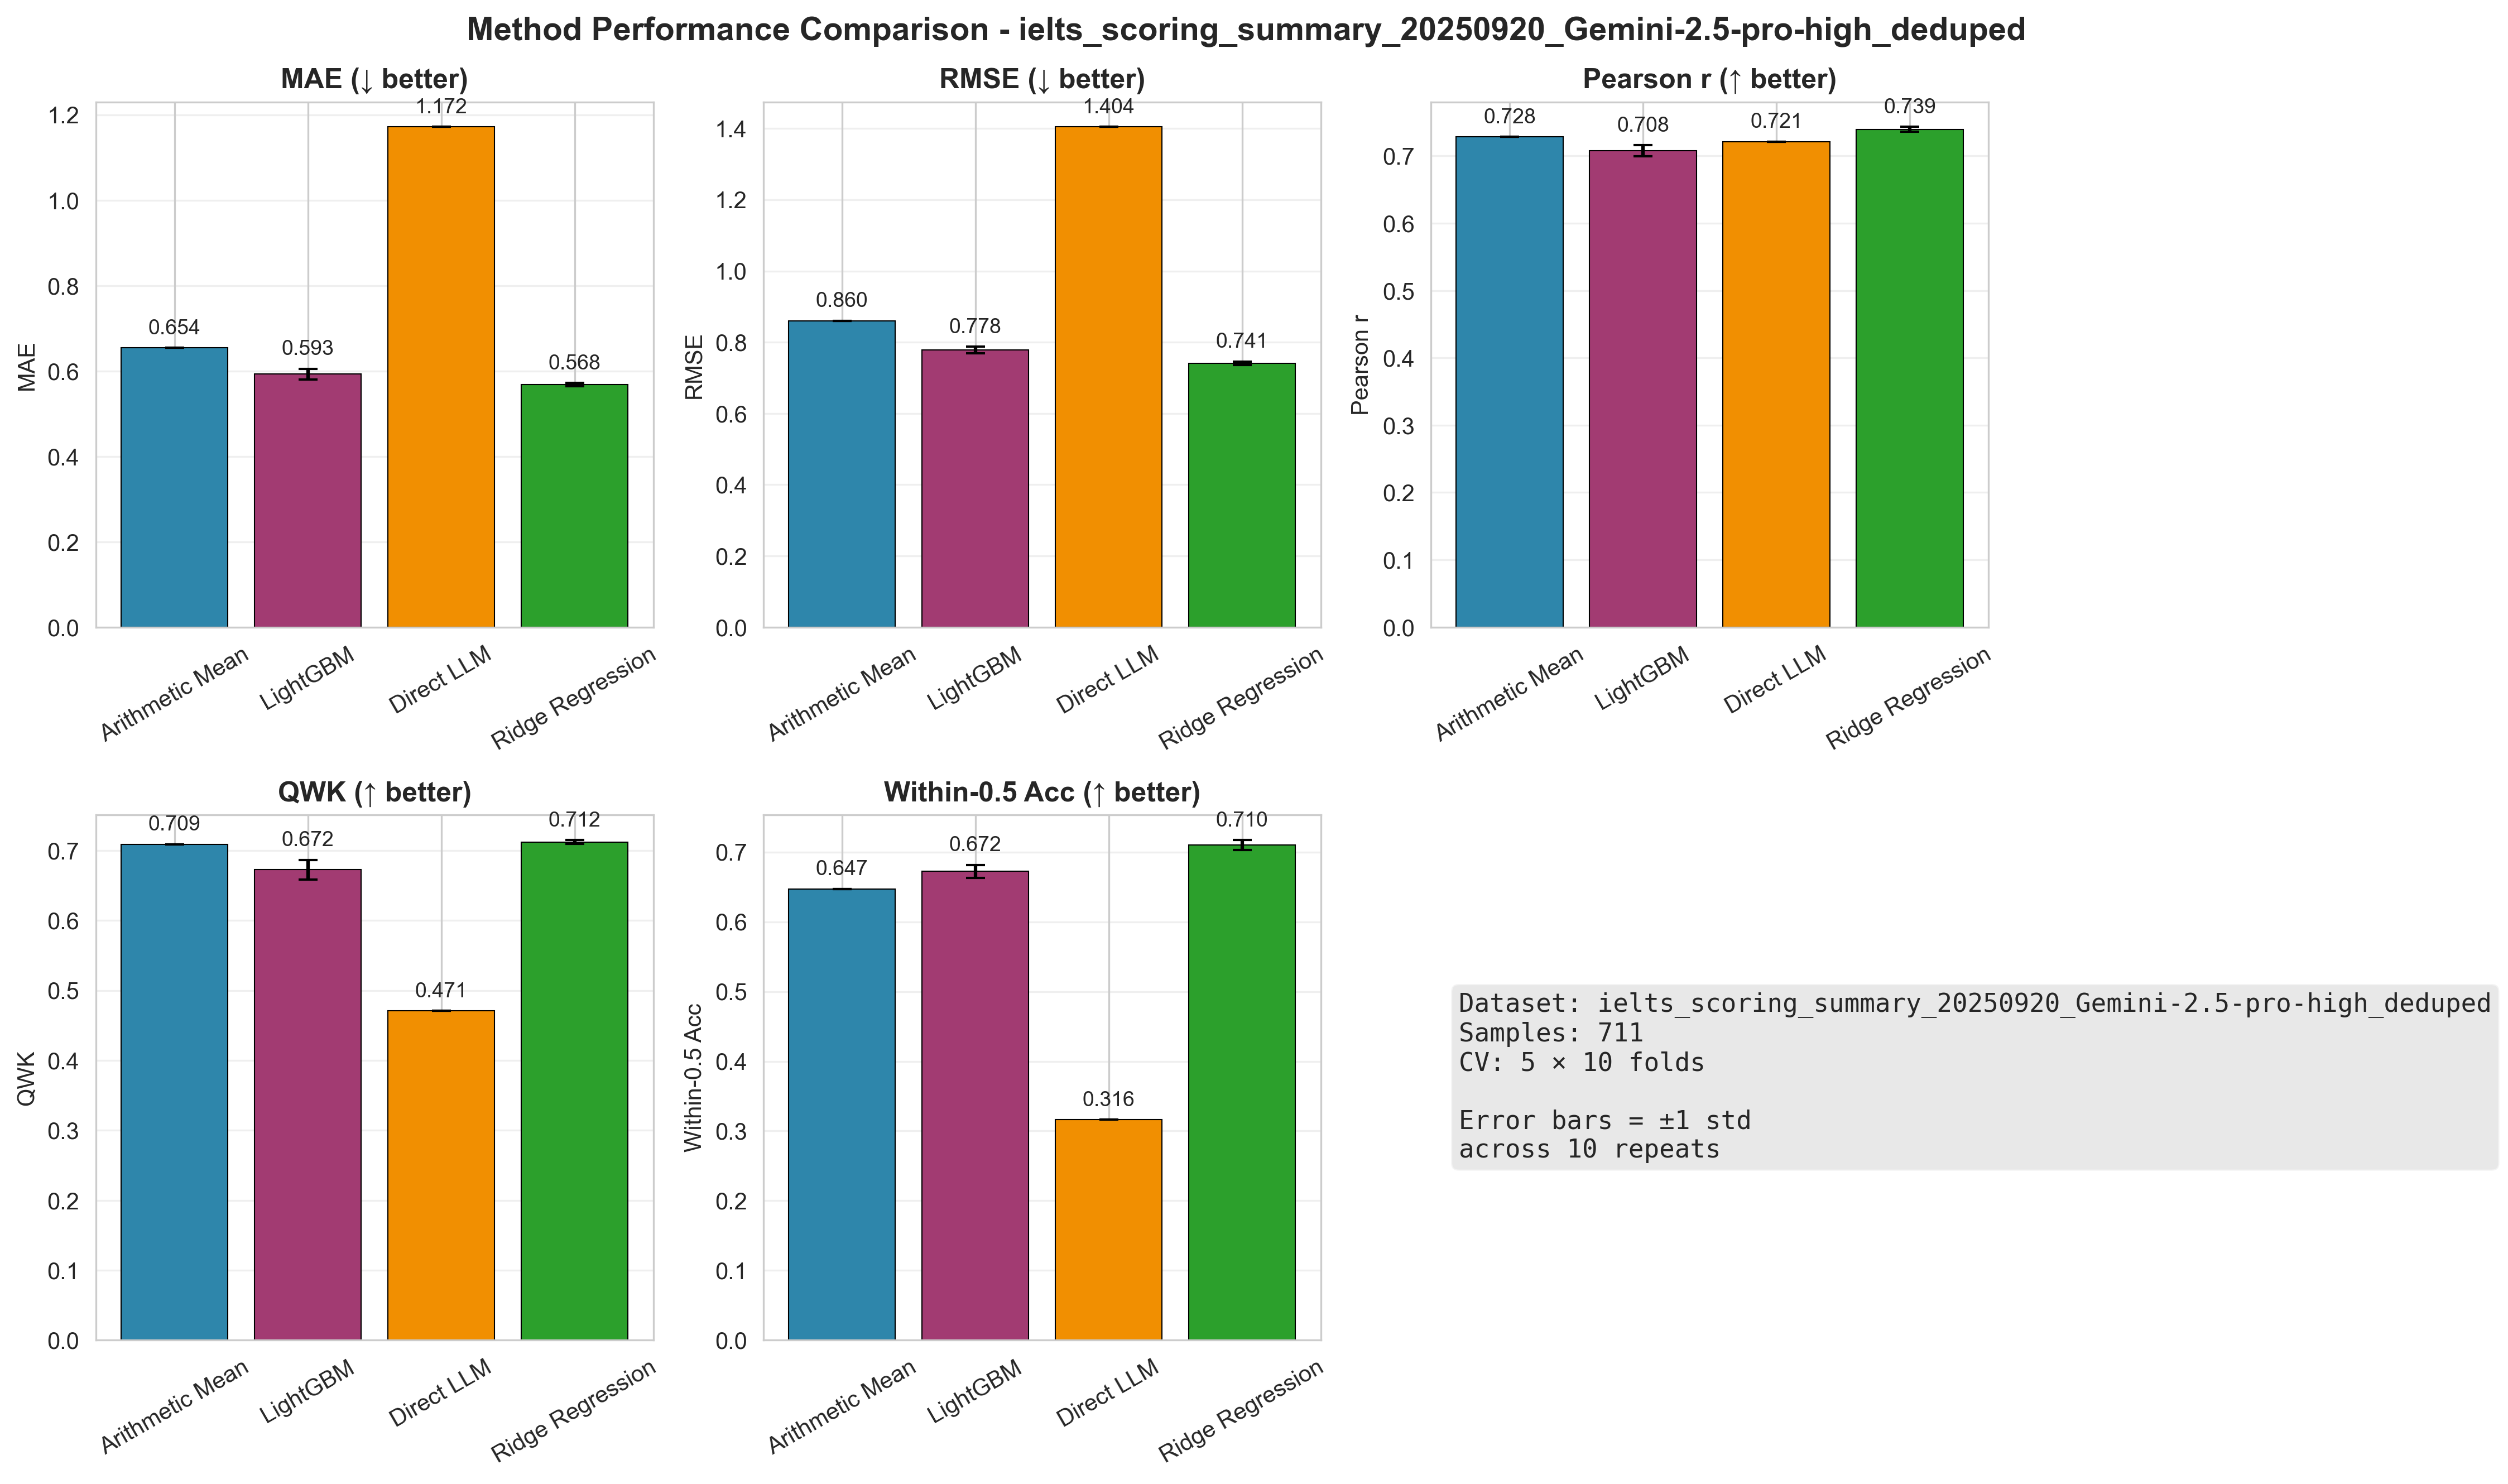 Method Performance Comparison - ielts_scoring_summary_20250920_Gemini-2.5-pro-high_deduped
MAE (↓ better)
1.2
1.0
0.8
0.6
0.4
0.2
0.0
MAE
0.654
0.593
1.172
0.568
Arithmetic Mean
LightGBM
Direct LLM
Ridge Regression
RMSE (↓ better)
1.4
1.2
1.0
0.8
0.6
0.4
0.2
0.0
RMSE
0.860
0.778
1.404
0.741
Arithmetic Mean
LightGBM
Direct LLM
Ridge Regression
Pearson r (↑ better)
0.7
0.6
0.5
0.4
0.3
0.2
0.1
0.0
Pearson r
0.728
0.708
0.721
0.739
Arithmetic Mean
LightGBM
Direct LLM
Ridge Regression
QWK (↑ better)
0.7
0.6
0.5
0.4
0.3
0.2
0.1
0.0
QWK
0.709
0.672
0.471
0.712
Arithmetic Mean
LightGBM
Direct LLM
Ridge Regression
Within-0.5 Acc (↑ better)
0.7
0.6
0.5
0.4
0.3
0.2
0.1
0.0
Within-0.5 Acc
0.647
0.672
0.316
0.710
Arithmetic Mean
LightGBM
Direct LLM
Ridge Regression
Dataset: ielts_scoring_summary_20250920_Gemini-2.5-pro-high_deduped
Samples: 711
CV: 5 × 10 folds
Error bars = ±1 std
across 10 repeats